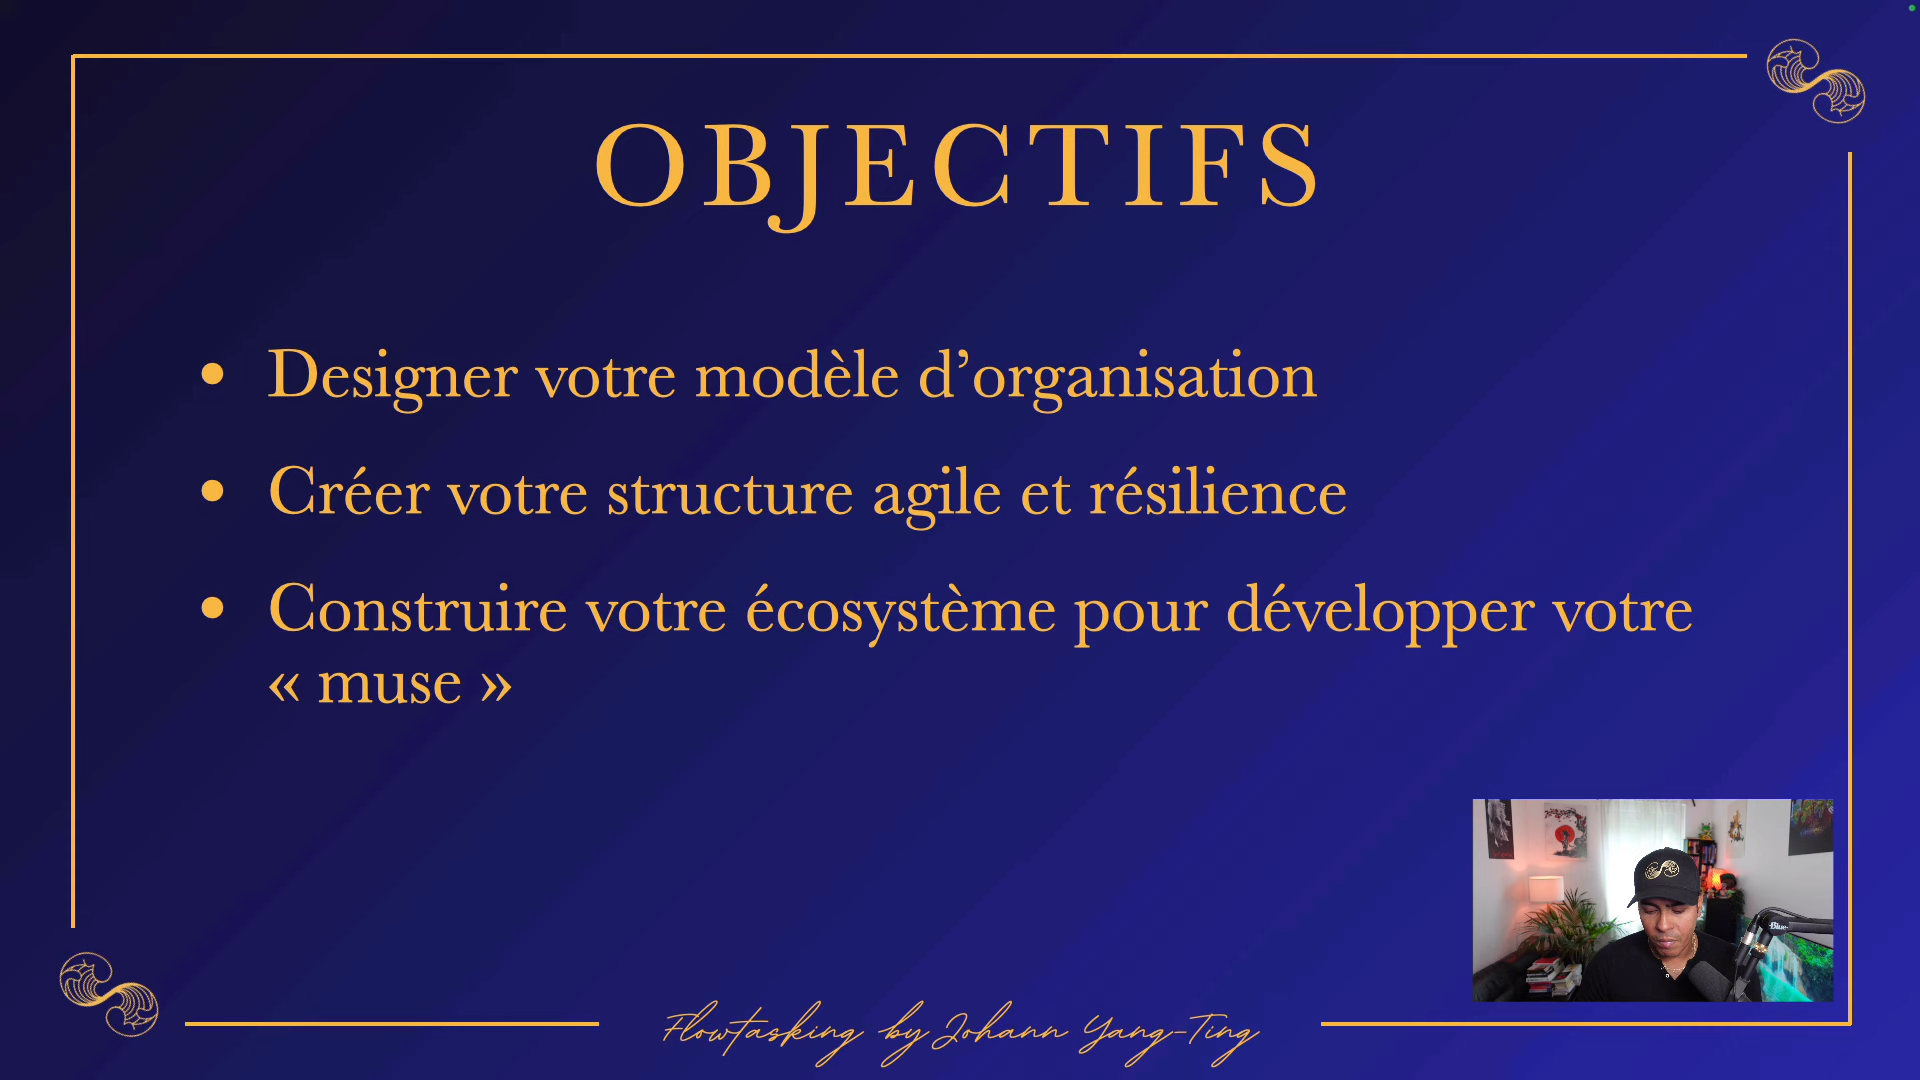 OBJECTIFS
• Designer votre modèle d’organisation
• Créer votre structure agile et résilience
• Construire votre écosystème pour développer votre
« muse »
Blue
Flowtasking by Johann Yang-Ting